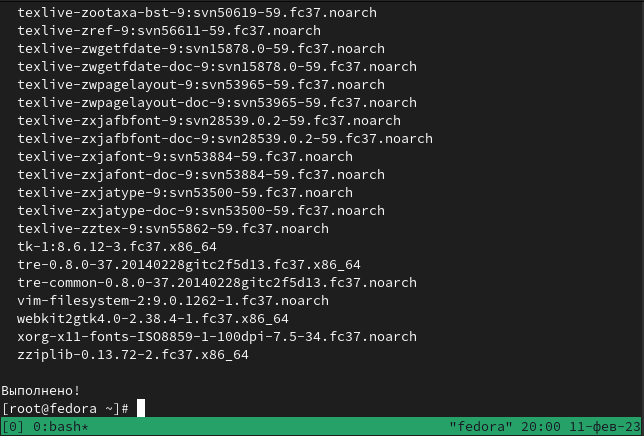 texlive-zootaxa-bst-9:svn50619-59.fc37.noarch
texlive-zref-9:svn56611-59.fc37.noarch
texlive-zwgetfdate-9:svn15878.0-59.fc37.noarch
texlive-zwgetfdate-doc-9:svn15878.0-59.fc37.noarch
texlive-zwpagelayout-9:svn53965-59.fc37.noarch
texlive-zwpagelayout-doc-9:svn53965-59.fc37.noarch
texlive-zxjafbfont-9:svn28539.0.2-59.fc37.noarch
texlive-zxjafbfont-doc-9:svn28539.0.2-59.fc37.noarch
texlive-zxjafont-9:svn53884-59.fc37.noarch
texlive-zxjafont-doc-9:svn53884-59.fc37.noarch
texlive-zxjatype-9:svn53500-59.fc37.noarch
texlive-zxjatype-doc-9:svn53500-59.fc37.noarch
texlive-zztex-9:svn55862-59.fc37.noarch
tk-1:8.6.12-3.fc37.x86_64
tre-0.8.0-37.20140228gitc2f5d13.fc37.x86_64
tre-common-0.8.0-37.20140228gitc2f5d13.fc37.noarch
vim-filesystem-2:9.0.1262-1.fc37.noarch
webkit2gtk4.0-2.38.4-1.fc37.x86_64
xorg-x11-fonts-ISO8859-1-100dpi-7.5-34.fc37.noarch
zziplib-0.13.72-2.fc37.x86_64
Выполнено!
[root@fedora ~]#
[0] 0:bash* "fedora" 20:00 11-фев-23